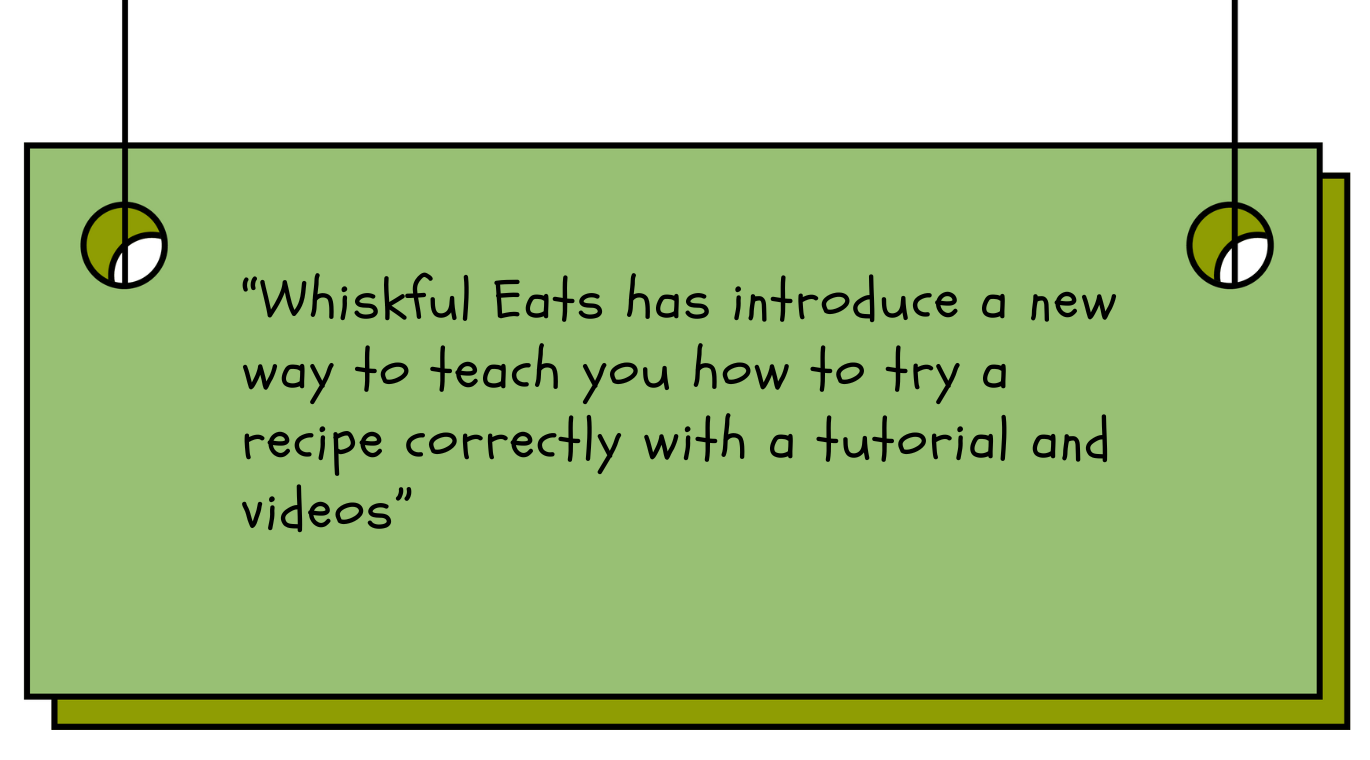 “Whiskful Eats has introduce a new
way to teach you how to try a
recipe correctly with a tutorial and
videos”